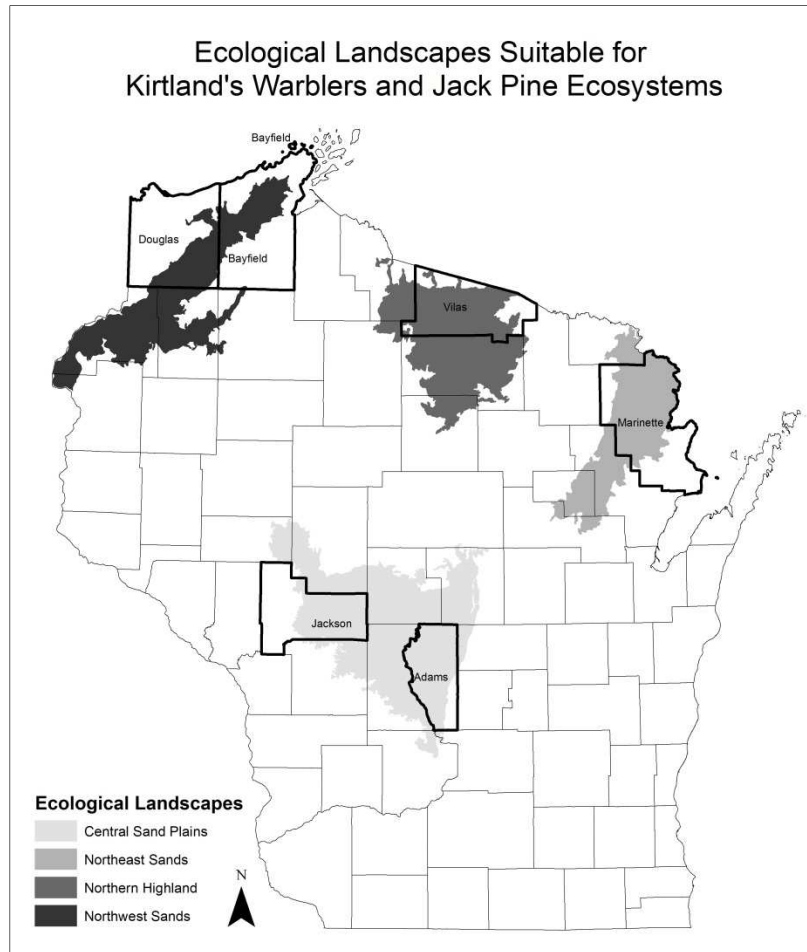 Ecological Landscapes Suitable for
Kirtland's Warblers and Jack Pine Ecosystems
Bayfield
Douglas
Bayfield
Vilas
Marinette
Jackson
Adams
Ecological Landscapes
Central Sand Plains
Northeast Sands
Northern Highland
Northwest Sands
N